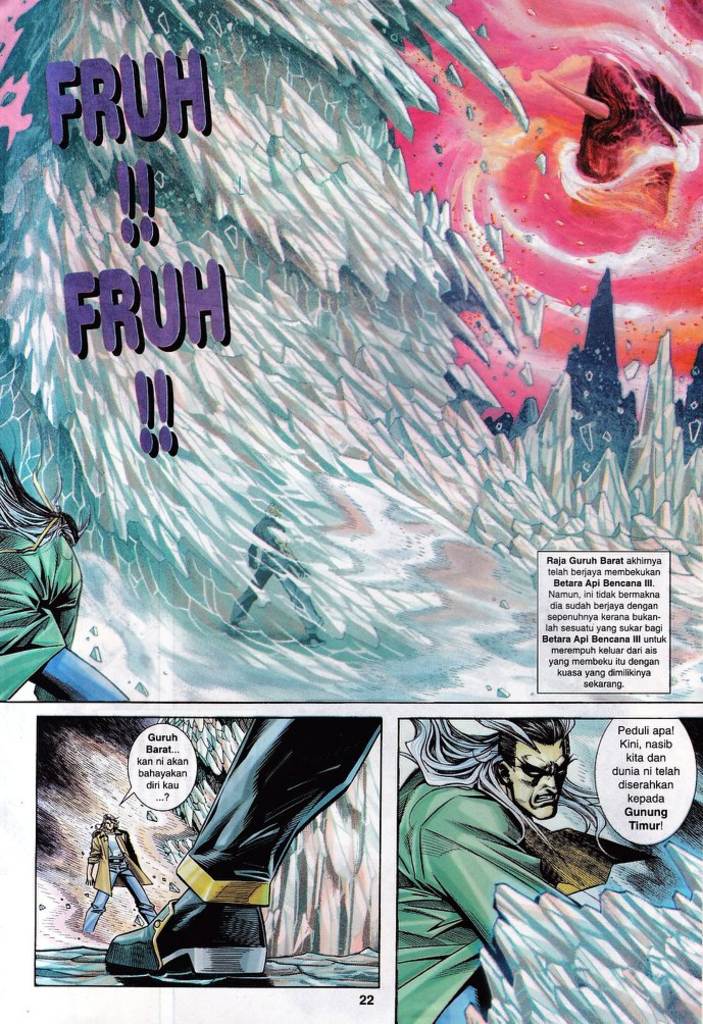 FRUH
!!
FRUH
!!
Raja Guruh Barat akhirnya
telah berjaya membekukan
Betara Api Bencana III.
Namun, ini tidak bermakna
dia sudah berjaya dengan
sepenuhnya kerana bukan-
lah sesuatu yang sukar bagi
Betara Api Bencana III untuk
merempuh keluar dari ais
yang membeku itu dengan
kuasa yang dimilikinya
sekarang.
Guruh
Barat...
kan ni akan
bahayakan
diri kau
...?
Peduli apa!
Kini, nasib
kita dan
dunia ni telah
diserahkan
kepada
Gunung
Timur!
22